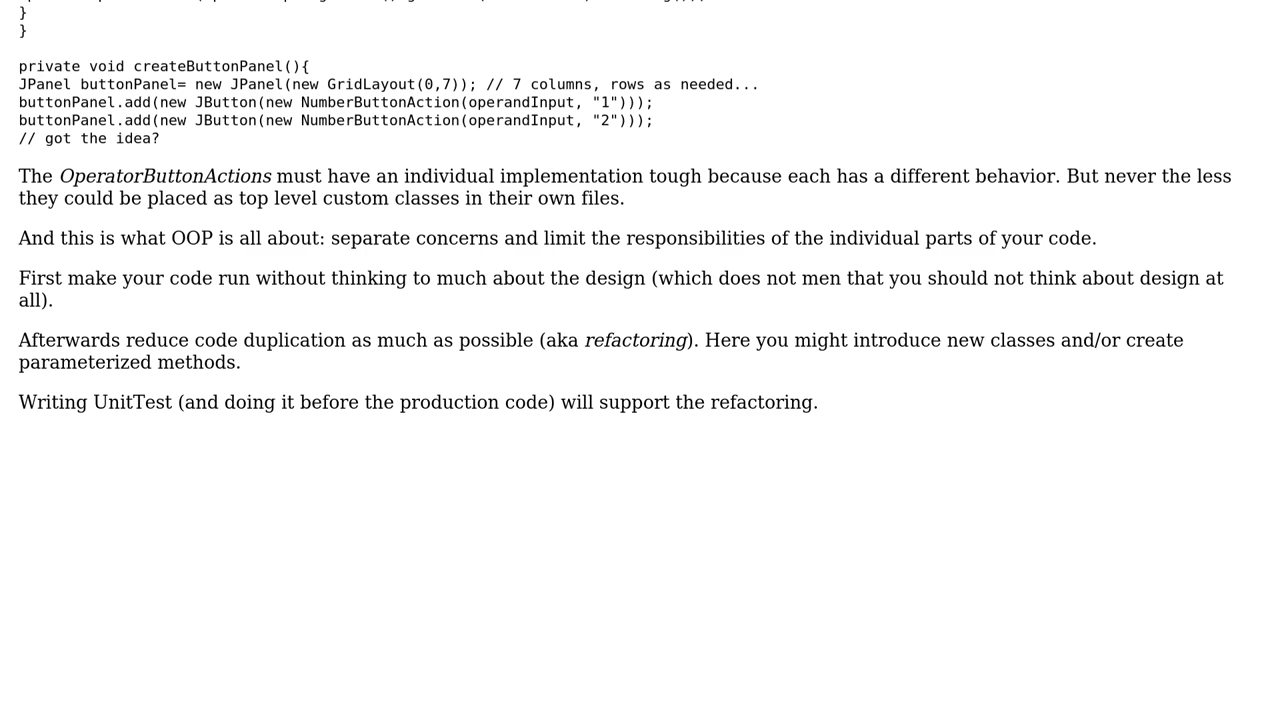 }
}
private void createButtonPanel(){
JPanel buttonPanel= new JPanel(new GridLayout(0,7)); // 7 columns, rows as needed...
buttonPanel.add(new JButton(new NumberButtonAction(operandInput, "1")));
buttonPanel.add(new JButton(new NumberButtonAction(operandInput, "2")));
// got the idea?
The OperatorButtonActions must have an individual implementation tough because each has a different behavior. But never the less
they could be placed as top level custom classes in their own files.
And this is what OOP is all about: separate concerns and limit the responsibilities of the individual parts of your code.
First make your code run without thinking to much about the design (which does not men that you should not think about design at
all).
Afterwards reduce code duplication as much as possible (aka refactoring). Here you might introduce new classes and/or create
parameterized methods.
Writing UnitTest (and doing it before the production code) will support the refactoring.